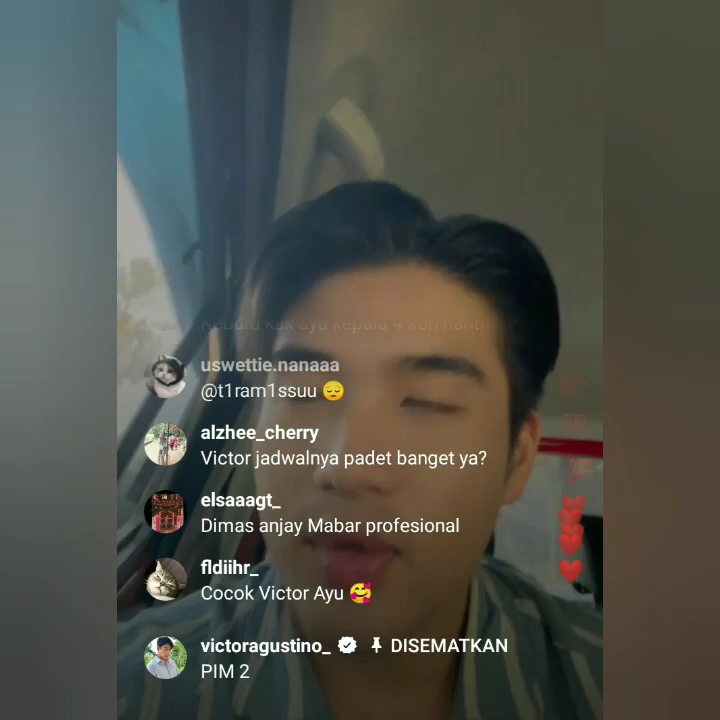 uswettie.nanaaa
@t1ram1ssuu 😔
alzhee_cherry
Victor jadwalnya padet banget ya?
elsaaagt_
Dimas anjay Mabar profesional
fldiihr_
Cocok Victor Ayu 🥰
victoragustino_ DISEMATKAN
PIM 2